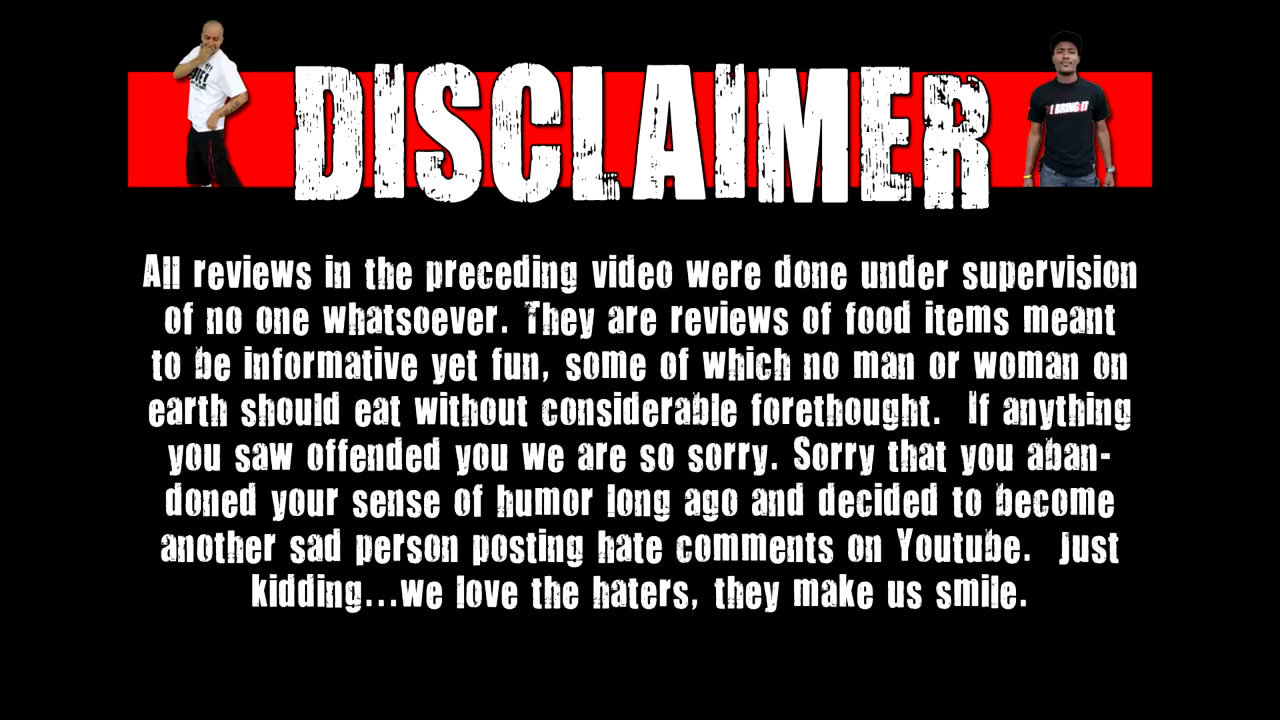 DISCLAIMER
I BRING IT
All reviews in the preceding video were done under supervision
of no one whatsoever. They are reviews of food items meant
to be informative yet fun, some of which no man or woman on
earth should eat without considerable forethought. If anything
you saw offended you we are so sorry. Sorry that you aban-
doned your sense of humor long ago and decided to become
another sad person posting hate comments on Youtube. Just
kidding...we love the haters, they make us smile.